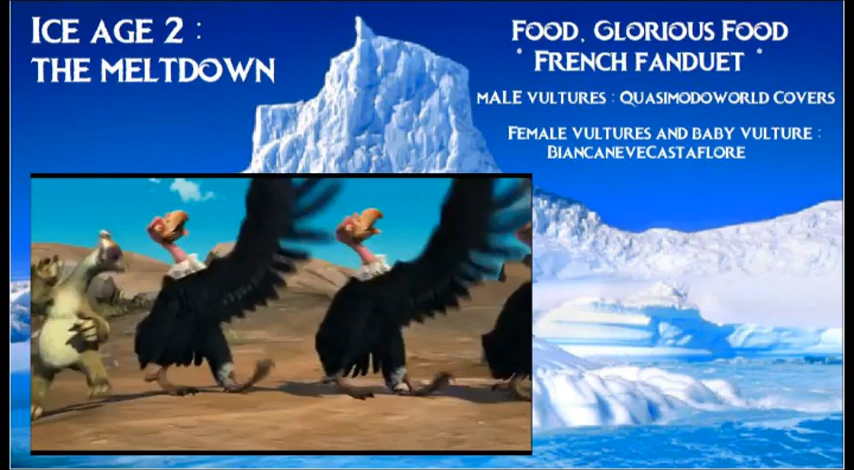 Ice age 2 :
the meltdown
Food, Glorious Food
* French fanduet *
male vultures : Quasimodoworld Covers
Female vultures and baby vulture :
BiancaneveCastaflore